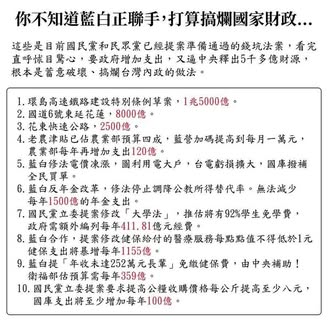 你不知道藍白正聯手,打算搞爛國家財政...
這些是目前國民黨和民眾黨已經提案準備通過的錢坑法案,看完
直呼怵目驚心,要政府增加支出,又逼中央釋出5千多億財源,
根本是蓄意破壞、搞爛台灣內政的做法。
1. 環島高速鐵路建設特別條例草案,1兆5000億。
2. 國道6號東延花蓮,8000億。
3. 花東快速公路,2500億。
4. 老農津貼已佔農業部預算四成,藍營加碼提高到每月一萬元,
農業部每年再增加支出120億。
5. 藍白修法電價凍漲,圖利用電大戶,台電虧損擴大,國庫撥補
全民買單。
6. 藍白反年金改革,修法停止調降公教所得替代率。無法減少
每年1500億的年金支出。
7. 國民黨立委提案修改「大學法」,推估將有92%學生免學費,
政府需額外編列每年411.81億元經費。
8. 藍白合作,提案修改健保給付的醫療服務每點點值不得低於1元
健保支出將暴增每年1155億。
9. 藍白提「年收未達252萬元長輩」免繳健保費,由中央補助!
衛福部估預算需每年359億。
10. 國民黨立委提案要求提高公糧收購價格每公斤提高至少八元,
國庫支出將至少增加每年100億。